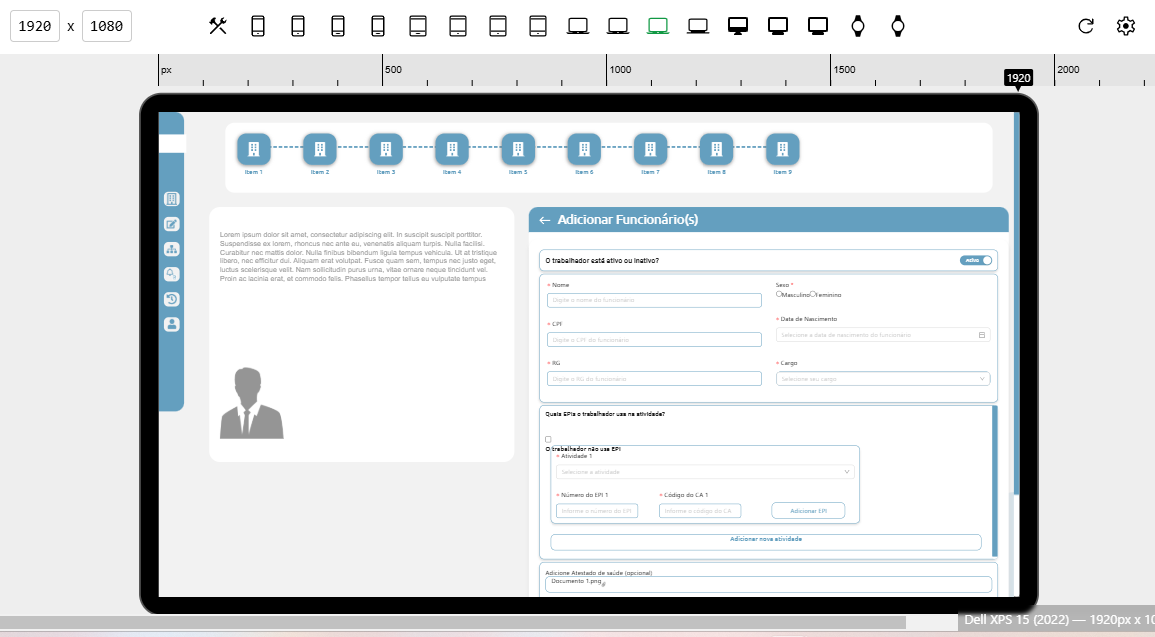 1920 x 1080
px 500 1000 1500 2000
1920
Item 1 Item 2 Item 3 Item 4 Item 5 Item 6 Item 7 Item 8 Item 9
Lorem ipsum dolor sit amet, consectetur adipiscing elit. In suscipit suscipit porttitor.
Suspendisse ex lorem, rhoncus nec ante eu, venenatis aliquam turpis. Nulla facilisi.
Curabitur nec mattis dolor. Nulla finibus bibendum ligula tempus vehicula. Ut at tristique
libero, nec efficitur dui. Aliquam erat volutpat. Fusce quam sem, tempus nec justo eget,
luctus scelerisque velit. Nam sollicitudin purus urna, vitae ornare neque tincidunt vel.
Proin ac lacinia erat, et commodo felis. Phasellus tempor tellus eu vulputate tempus
← Adicionar Funcionário(s)
O trabalhador está ativo ou inativo?
Ativo
* Nome
Digite o nome do funcionário
Sexo *
Masculino Feminino
* CPF
Digite o CPF do funcionário
* Data de Nascimento
Selecione a data de nascimento do funcionário
* RG
Digite o RG do funcionário
* Cargo
Selecione seu cargo
Quais EPIs o trabalhador usa na atividade?
O trabalhador não usa EPI
* Atividade 1
Selecione a atividade
* Número do EPI 1
Informe o número do EPI
* Código do CA 1
Informe o código do CA
Adicionar EPI
Adicionar nova atividade
Adicione Atestado de saúde (opcional)
Documento 1.png
Dell XPS 15 (2022) — 1920px x 10